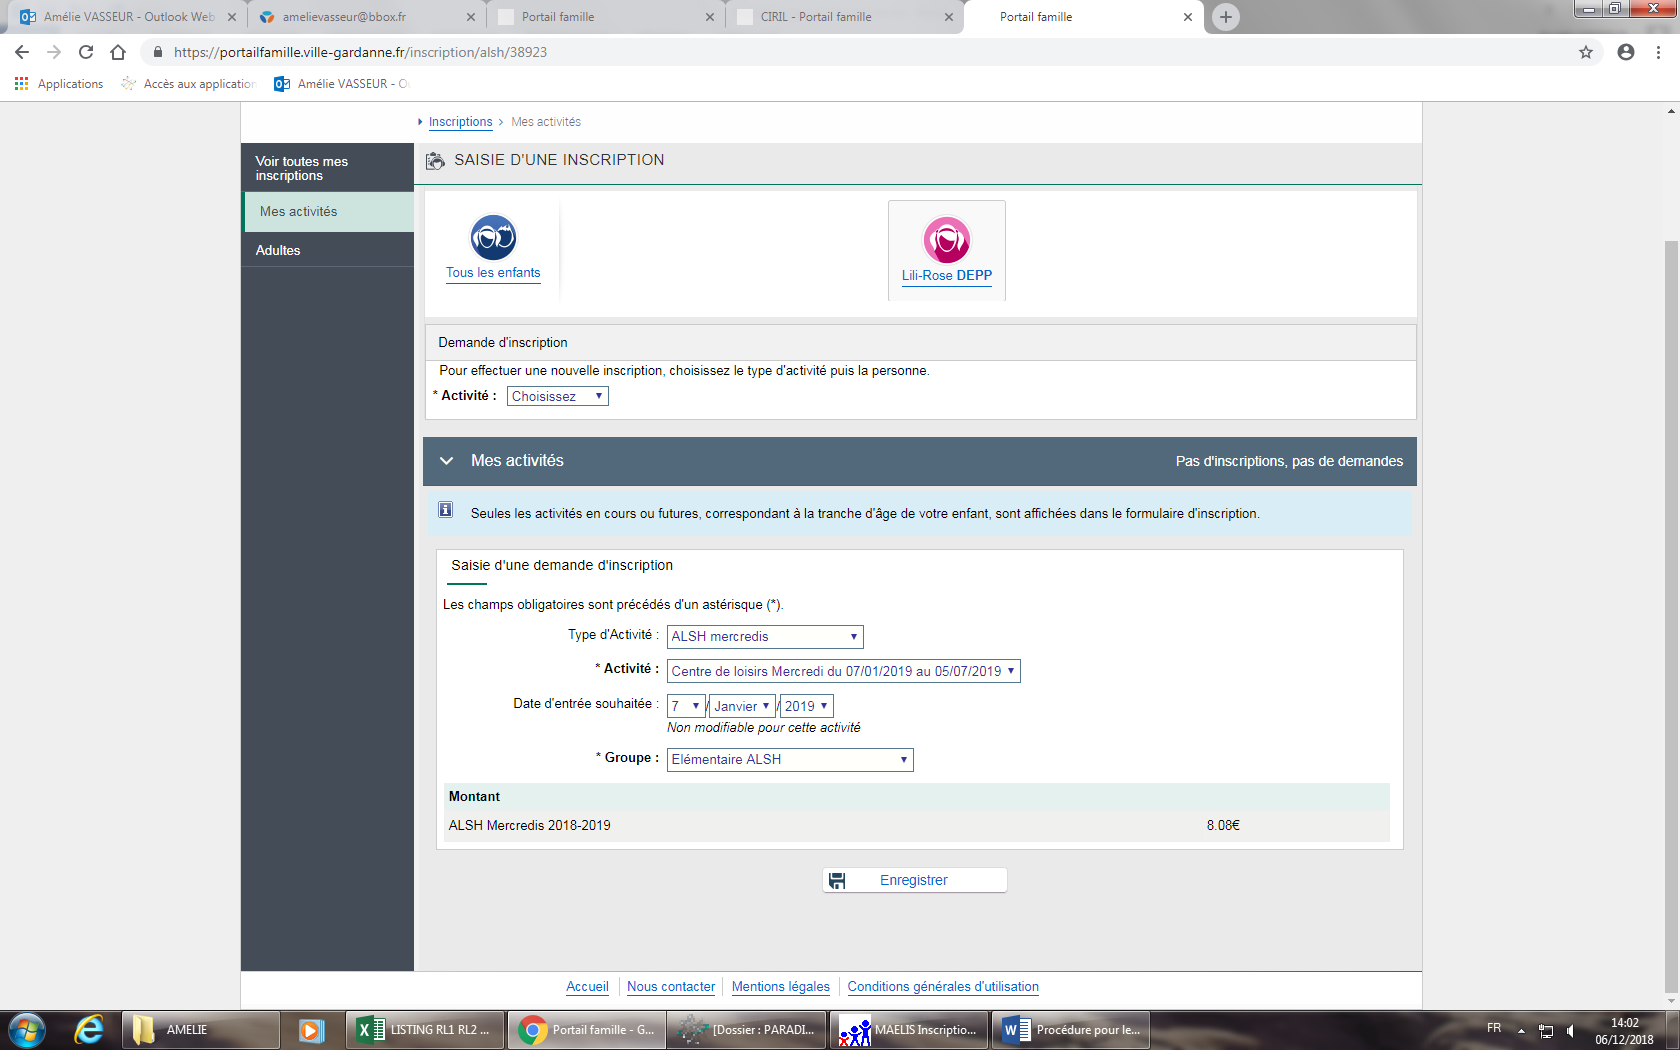 Amélie VASSEUR - Outlook Web
amelievasseur@bbox.fr
Portail famille
CIRIL - Portail famille
Portail famille
https://portailfamille.ville-gardanne.fr/inscription/alsh/38923
Applications
Accès aux application
Amélie VASSEUR - O
Inscriptions > Mes activités
Voir toutes mes
inscriptions
Mes activités
Adultes
SAISIE D'UNE INSCRIPTION
Tous les enfants
Lili-Rose DEPP
Demande d'inscription
Pour effectuer une nouvelle inscription, choisissez le type d'activité puis la personne.
* Activité : Choisissez
Mes activités
Pas d'inscriptions, pas de demandes
Seules les activités en cours ou futures, correspondant à la tranche d'âge de votre enfant, sont affichées dans le formulaire d'inscription.
Saisie d'une demande d'inscription
Les champs obligatoires sont précédés d'un astérisque (*).
Type d'Activité : ALSH mercredis
* Activité : Centre de loisirs Mercredi du 07/01/2019 au 05/07/2019
Date d'entrée souhaitée : 7 / Janvier / 2019
Non modifiable pour cette activité
* Groupe : Elémentaire ALSH
Montant
ALSH Mercredis 2018-2019 8.08€
Enregistrer
Accueil Nous contacter Mentions légales Conditions générales d'utilisation
AMELIE
LISTING RL1 RL2 ...
Portail famille - G...
[Dossier : PARADI...
MAELIS Inscriptio...
Procédure pour le...
FR
14:02
06/12/2018